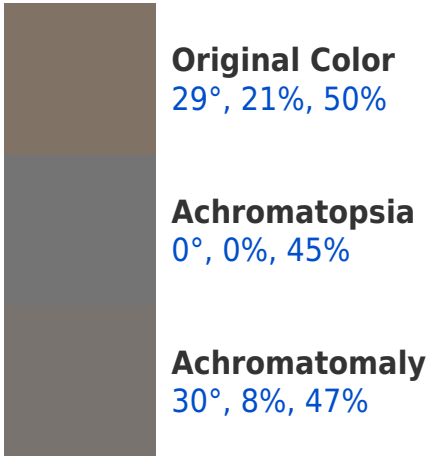 Original Color
29°, 21%, 50%
Achromatopsia
0°, 0%, 45%
Achromatomaly
30°, 8%, 47%